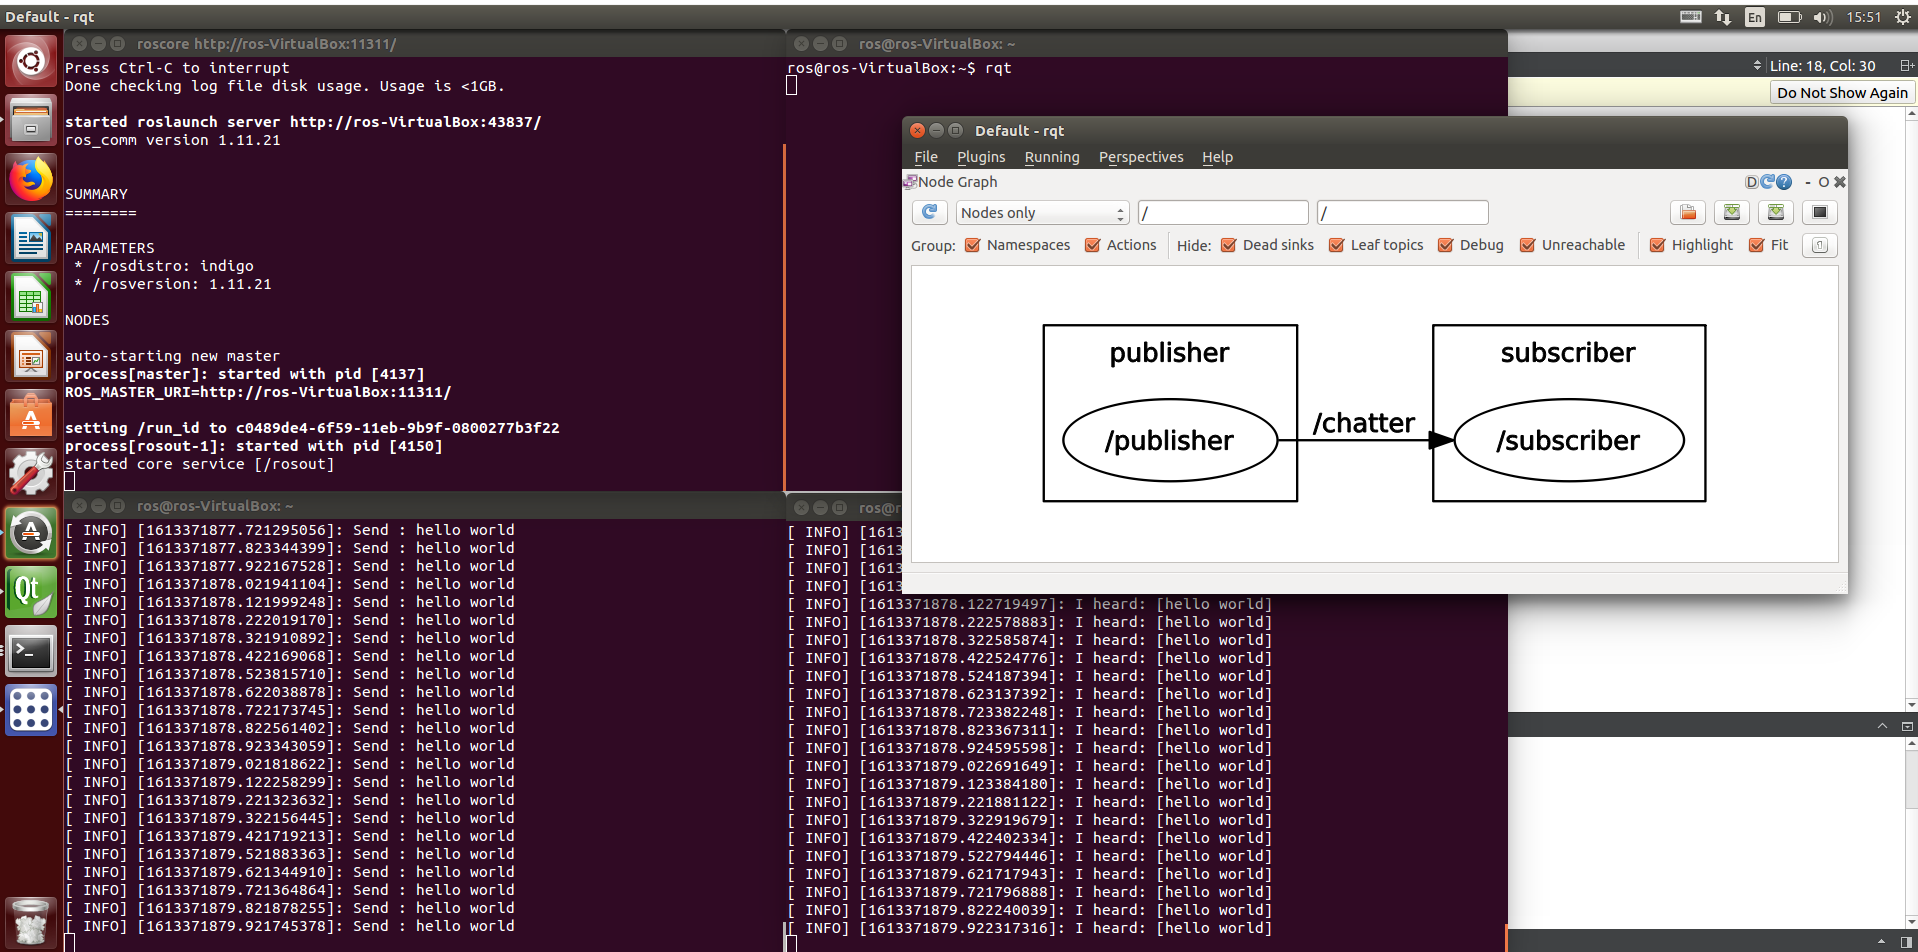 Default - rqt
En
15:51
roscore http://ros-VirtualBox:11311/
Press Ctrl-C to interrupt
Done checking log file disk usage. Usage is <1GB.
started roslaunch server http://ros-VirtualBox:43837/
ros_comm version 1.11.21
SUMMARY
========
PARAMETERS
* /rosdistro: indigo
* /rosversion: 1.11.21
NODES
auto-starting new master
process[master]: started with pid [4137]
ROS_MASTER_URI=http://ros-VirtualBox:11311/
setting /run_id to c0489de4-6f59-11eb-9b9f-0800277b3f22
process[rosout-1]: started with pid [4150]
started core service [/rosout]
ros@ros-VirtualBox: ~
ros@ros-VirtualBox:~$ rqt
Line: 18, Col: 30
Do Not Show Again
Default - rqt
File Plugins Running Perspectives Help
Node Graph
D
- O
Nodes only
/
/
Group: Namespaces Actions Hide: Dead sinks Leaf topics Debug Unreachable Highlight Fit
publisher
/publisher
/chatter
subscriber
/subscriber
ros@ros-VirtualBox: ~
[ INFO] [1613371877.721295056]: Send : hello world
[ INFO] [1613371877.823344399]: Send : hello world
[ INFO] [1613371877.922167528]: Send : hello world
[ INFO] [1613371878.021941104]: Send : hello world
[ INFO] [1613371878.121999248]: Send : hello world
[ INFO] [1613371878.222019170]: Send : hello world
[ INFO] [1613371878.321910892]: Send : hello world
[ INFO] [1613371878.422169068]: Send : hello world
[ INFO] [1613371878.523815710]: Send : hello world
[ INFO] [1613371878.622038878]: Send : hello world
[ INFO] [1613371878.722173745]: Send : hello world
[ INFO] [1613371878.822561402]: Send : hello world
[ INFO] [1613371878.923343059]: Send : hello world
[ INFO] [1613371879.021818622]: Send : hello world
[ INFO] [1613371879.122258299]: Send : hello world
[ INFO] [1613371879.221323632]: Send : hello world
[ INFO] [1613371879.322156445]: Send : hello world
[ INFO] [1613371879.421719213]: Send : hello world
[ INFO] [1613371879.521883363]: Send : hello world
[ INFO] [1613371879.621344910]: Send : hello world
[ INFO] [1613371879.721364864]: Send : hello world
[ INFO] [1613371879.821878255]: Send : hello world
[ INFO] [1613371879.921745378]: Send : hello world
ros@r
[ INFO] [1613
[ INFO] [1613
[ INFO] [1613
[ INFO] [1613
[ INFO] [1613371878.122719497]: I heard: [hello world]
[ INFO] [1613371878.222578883]: I heard: [hello world]
[ INFO] [1613371878.322585874]: I heard: [hello world]
[ INFO] [1613371878.422524776]: I heard: [hello world]
[ INFO] [1613371878.524187394]: I heard: [hello world]
[ INFO] [1613371878.623137392]: I heard: [hello world]
[ INFO] [1613371878.723382248]: I heard: [hello world]
[ INFO] [1613371878.823367311]: I heard: [hello world]
[ INFO] [1613371878.924595598]: I heard: [hello world]
[ INFO] [1613371879.022691649]: I heard: [hello world]
[ INFO] [1613371879.123384180]: I heard: [hello world]
[ INFO] [1613371879.221881122]: I heard: [hello world]
[ INFO] [1613371879.322919679]: I heard: [hello world]
[ INFO] [1613371879.422402334]: I heard: [hello world]
[ INFO] [1613371879.522794446]: I heard: [hello world]
[ INFO] [1613371879.621717943]: I heard: [hello world]
[ INFO] [1613371879.721796888]: I heard: [hello world]
[ INFO] [1613371879.822240039]: I heard: [hello world]
[ INFO] [1613371879.922317316]: I heard: [hello world]
Qt